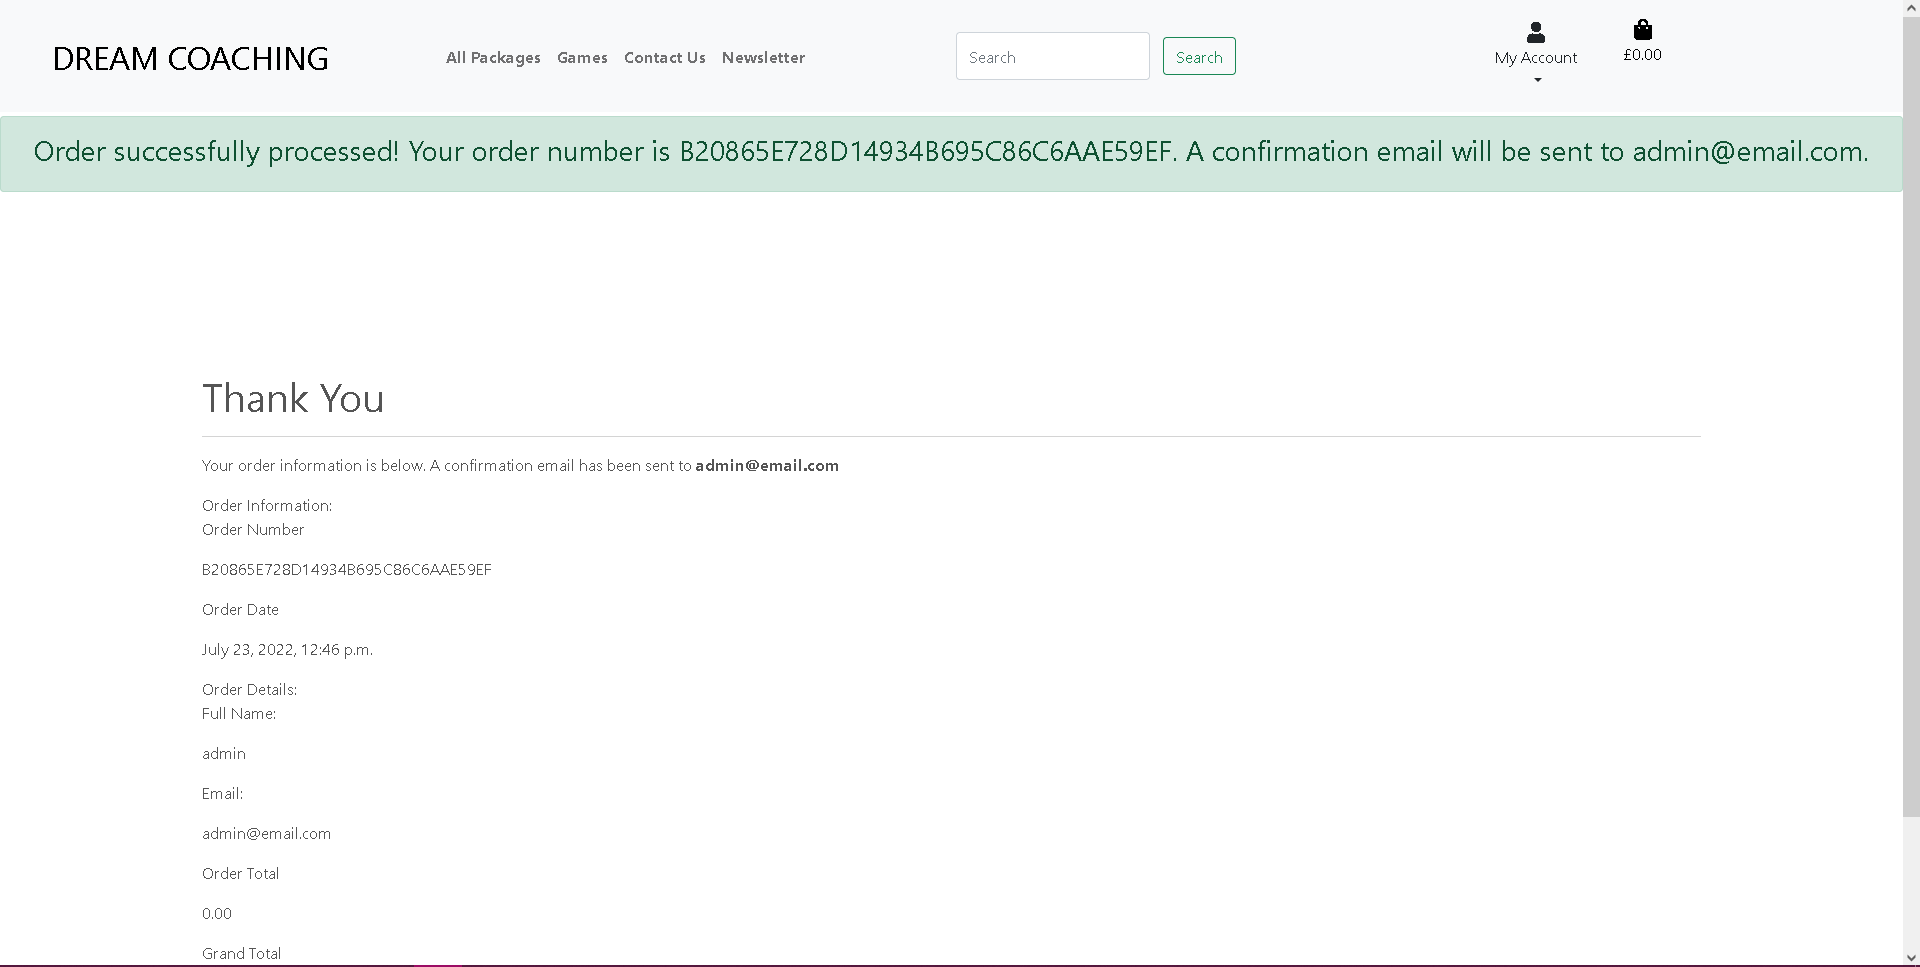 DREAM COACHING
All Packages Games Contact Us Newsletter
Search
Search
My Account
£0.00
Order successfully processed! Your order number is B20865E728D14934B695C86C6AAE59EF. A confirmation email will be sent to admin@email.com.
Thank You
Your order information is below. A confirmation email has been sent to admin@email.com
Order Information:
Order Number
B20865E728D14934B695C86C6AAE59EF
Order Date
July 23, 2022, 12:46 p.m.
Order Details:
Full Name:
admin
Email:
admin@email.com
Order Total
0.00
Grand Total